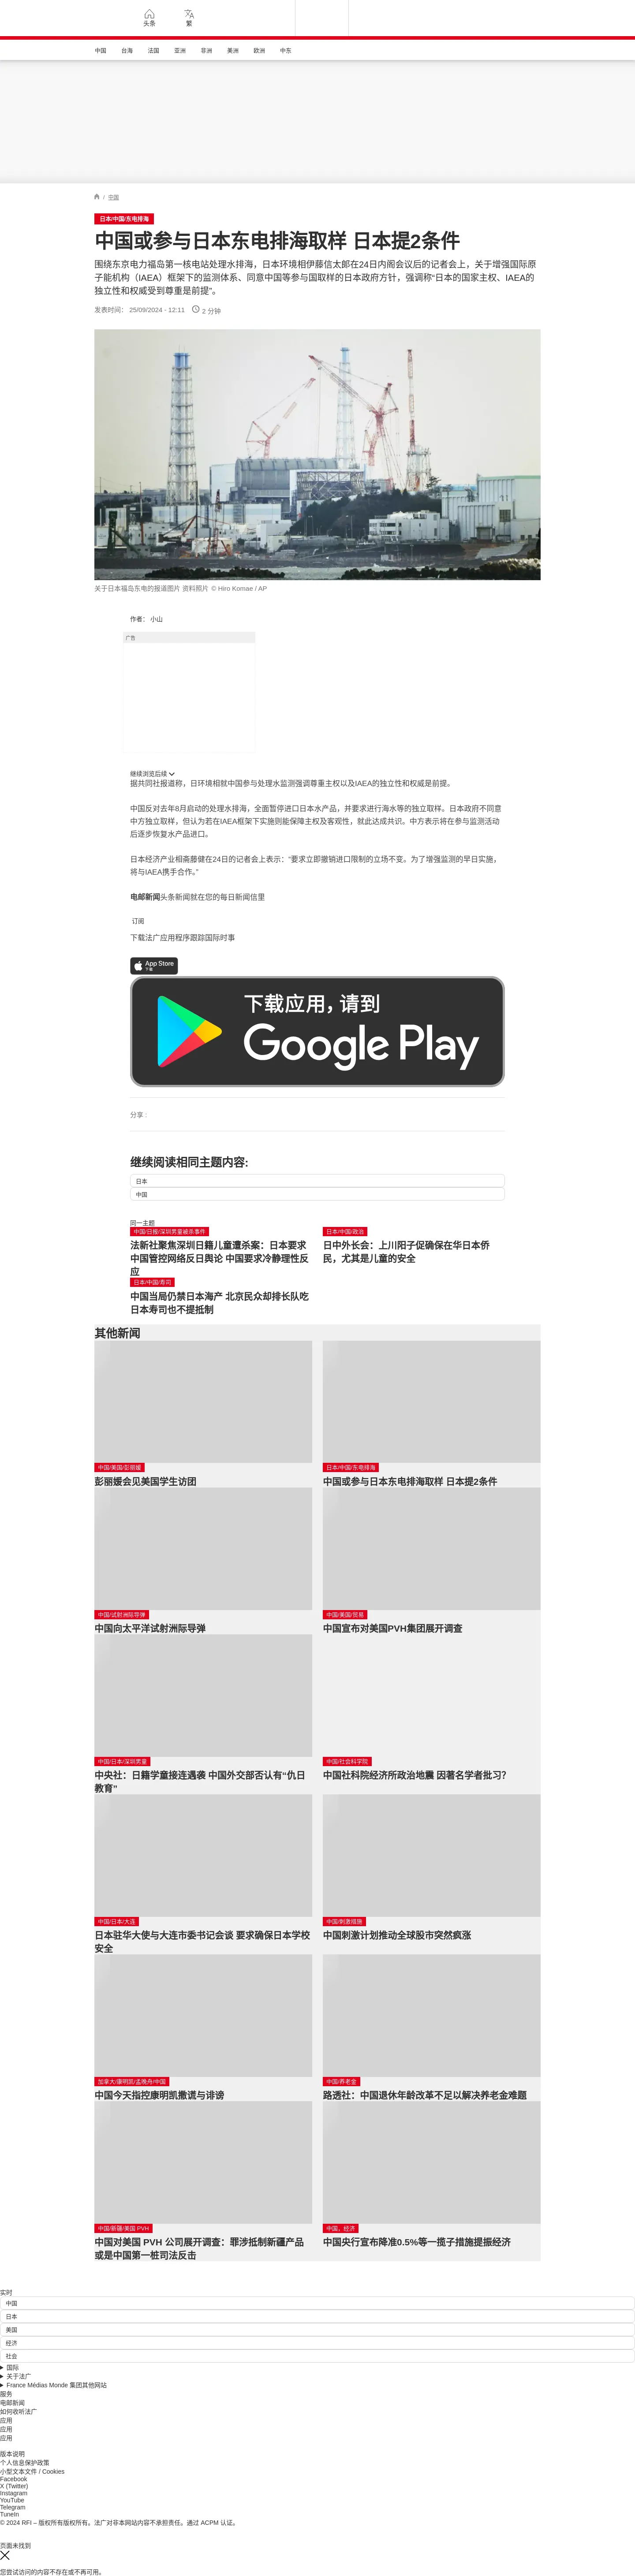 头条
繁
中国
台海
法国
亚洲
非洲
美洲
欧洲
中东
/ 中国
日本/中国/东电排海
中国或参与日本东电排海取样 日本提2条件
围绕东京电力福岛第一核电站处理水排海，日本环境相伊藤信太郎在24日内阁会议后的记者会上，关于增强国际原
子能机构（IAEA）框架下的监测体系、同意中国等参与国取样的日本政府方针，强调称“日本的国家主权、IAEA的
独立性和权威受到尊重是前提”。
发表时间： 25/09/2024 - 12:11
2 分钟
关于日本福岛东电的报道图片 资料照片 © Hiro Komae / AP
作者： 小山
广告
继续浏览后续
据共同社报道称，日环境相就中国参与处理水监测强调尊重主权以及IAEA的独立性和权威是前提。
中国反对去年8月启动的处理水排海，全面暂停进口日本水产品，并要求进行海水等的独立取样。日本政府不同意
中方独立取样，但认为若在IAEA框架下实施则能保障主权及客观性，就此达成共识。中方表示将在参与监测活动
后逐步恢复水产品进口。
日本经济产业相斋藤健在24日的记者会上表示：“要求立即撤销进口限制的立场不变。为了增强监测的早日实施，
将与IAEA携手合作。”
电邮新闻头条新闻就在您的每日新闻信里
订阅
下载法广应用程序跟踪国际时事
App Store
下载
下载应用，请到
Google Play
分享 :
继续阅读相同主题内容:
日本
中国
同一主题
中国/日报/深圳男童被杀事件
法新社聚焦深圳日籍儿童遭杀案：日本要求
中国管控网络反日舆论 中国要求冷静理性反
应
日本/中国/政治
日中外长会：上川阳子促确保在华日本侨
民，尤其是儿童的安全
日本/中国/寿司
中国当局仍禁日本海产 北京民众却排长队吃
日本寿司也不提抵制
其他新闻
中国/美国/彭丽媛
彭丽媛会见美国学生访团
日本/中国/东电排海
中国或参与日本东电排海取样 日本提2条件
中国/试射洲际导弹
中国向太平洋试射洲际导弹
中国/美国/贸易
中国宣布对美国PVH集团展开调查
中国/日本/深圳男童
中央社：日籍学童接连遇袭 中国外交部否认有“仇日
教育”
中国/社会科学院
中国社科院经济所政治地震 因著名学者批习？
中国/日本/大连
日本驻华大使与大连市委书记会谈 要求确保日本学校
安全
中国/刺激措施
中国刺激计划推动全球股市突然疯涨
加拿大/康明凯/孟晚舟/中国
中国今天指控康明凯撒谎与诽谤
中国/养老金
路透社：中国退休年龄改革不足以解决养老金难题
中国/新疆/美国 PVH
中国对美国 PVH 公司展开调查：罪涉抵制新疆产品
或是中国第一桩司法反击
中国、经济
中国央行宣布降准0.5%等一揽子措施提振经济
实时
中国
日本
美国
经济
社会
国际
关于法广
France Médias Monde 集团其他网站
服务
电邮新闻
如何收听法广
应用
应用
应用
版本说明
个人信息保护政策
小型文本文件 / Cookies
Facebook
X (Twitter)
Instagram
YouTube
Telegram
TuneIn
© 2024 RFI – 版权所有版权所有。法广对非本网站内容不承担责任。通过 ACPM 认证。
页面未找到
您尝试访问的内容不存在或不再可用。